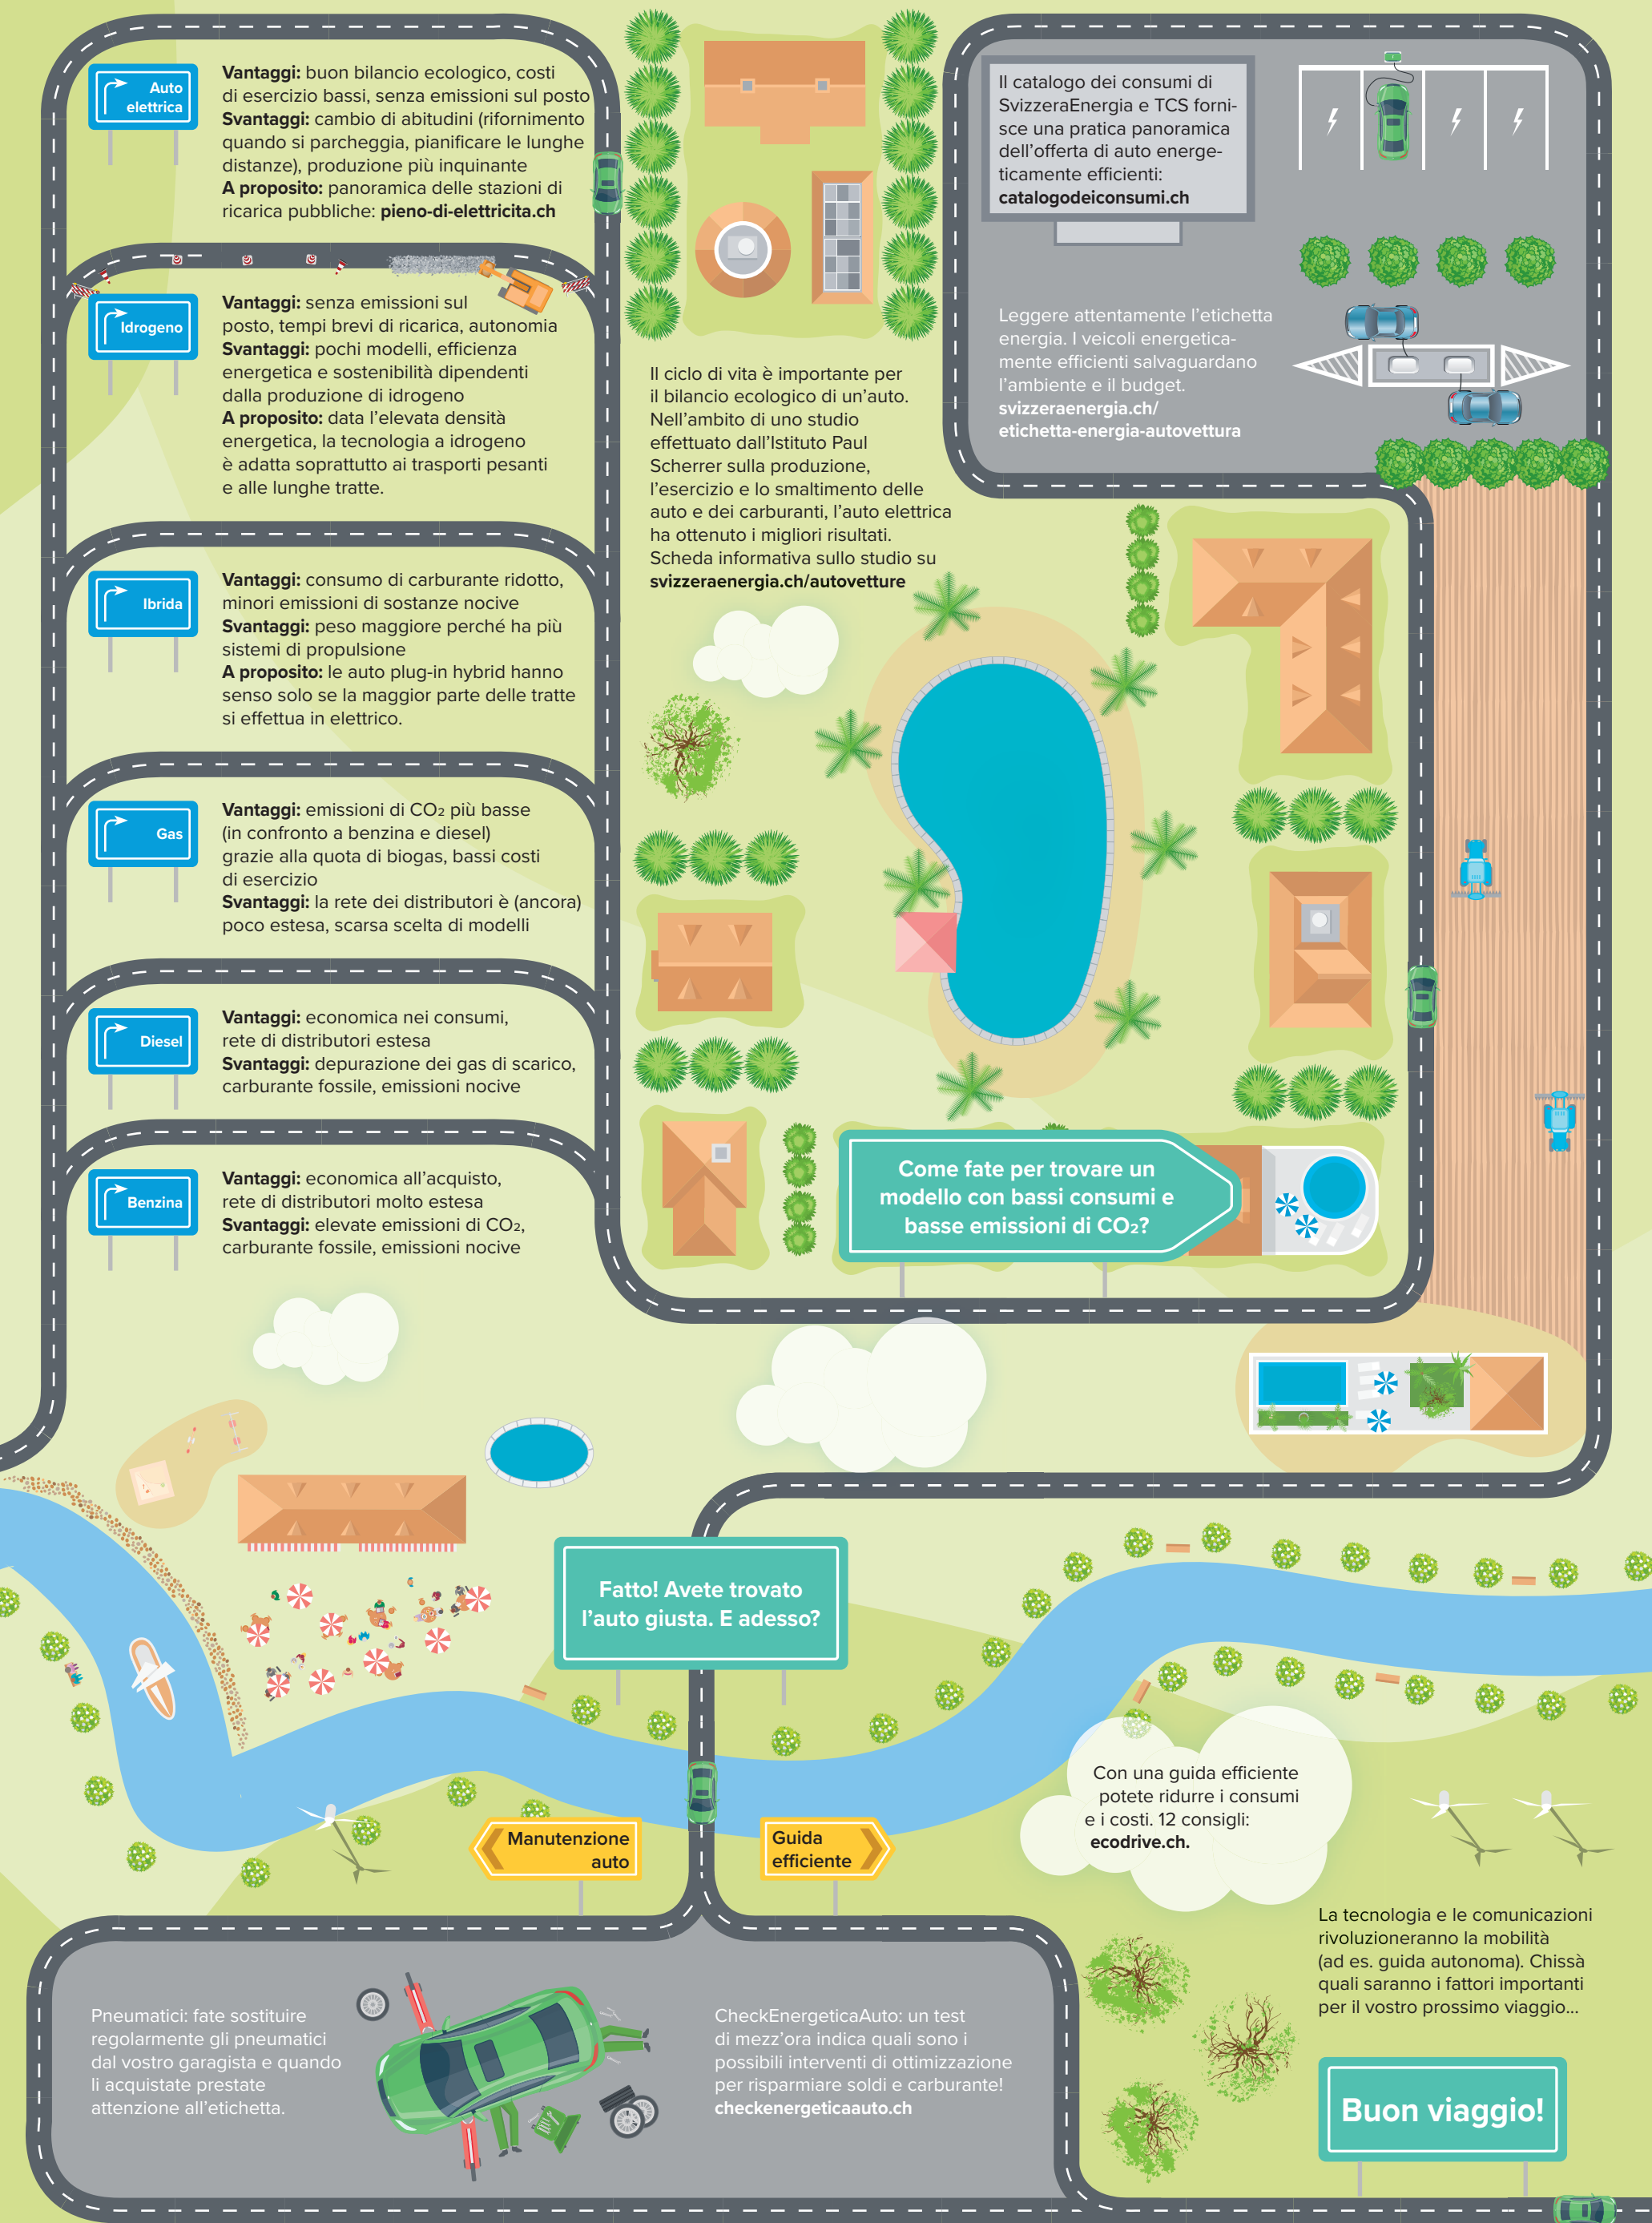 Auto
elettrica
Vantaggi: buon bilancio ecologico, costi
di esercizio bassi, senza emissioni sul posto
Svantaggi: cambio di abitudini (rifornimento
quando si parcheggia, pianificare le lunghe
distanze), produzione più inquinante
A proposito: panoramica delle stazioni di
ricarica pubbliche: pieno-di-elettricita.ch
Idrogeno
Vantaggi: senza emissioni sul
posto, tempi brevi di ricarica, autonomia
Svantaggi: pochi modelli, efficienza
energetica e sostenibilità dipendenti
dalla produzione di idrogeno
A proposito: data l'elevata densità
energetica, la tecnologia a idrogeno
è adatta soprattutto ai trasporti pesanti
e alle lunghe tratte.
Ibrida
Vantaggi: consumo di carburante ridotto,
minori emissioni di sostanze nocive
Svantaggi: peso maggiore perché ha più
sistemi di propulsione
A proposito: le auto plug-in hybrid hanno
senso solo se la maggior parte delle tratte
si effettua in elettrico.
Gas
Vantaggi: emissioni di CO₂ più basse
(in confronto a benzina e diesel)
grazie alla quota di biogas, bassi costi
di esercizio
Svantaggi: la rete dei distributori è (ancora)
poco estesa, scarsa scelta di modelli
Diesel
Vantaggi: economica nei consumi,
rete di distributori estesa
Svantaggi: depurazione dei gas di scarico,
carburante fossile, emissioni nocive
Benzina
Vantaggi: economica all'acquisto,
rete di distributori molto estesa
Svantaggi: elevate emissioni di CO₂,
carburante fossile, emissioni nocive
Il ciclo di vita è importante per
il bilancio ecologico di un'auto.
Nell'ambito di uno studio
effettuato dall'Istituto Paul
Scherrer sulla produzione,
l'esercizio e lo smaltimento delle
auto e dei carburanti, l'auto elettrica
ha ottenuto i migliori risultati.
Scheda informativa sullo studio su
svizzeraenergia.ch/autovetture
Come fate per trovare un
modello con bassi consumi e
basse emissioni di CO₂?
Il catalogo dei consumi di
SvizzeraEnergia e TCS forni-
sce una pratica panoramica
dell'offerta di auto energe-
ticamente efficienti:
catalogodeiconsumi.ch
Leggere attentamente l'etichetta
energia. I veicoli energetica-
mente efficienti salvaguardano
l'ambiente e il budget.
svizzeraenergia.ch/
etichetta-energia-autovettura
Fatto! Avete trovato
l'auto giusta. E adesso?
Manutenzione
auto
Guida
efficiente
Con una guida efficiente
potete ridurre i consumi
e i costi. 12 consigli:
ecodrive.ch.
Pneumatici: fate sostituire
regolarmente gli pneumatici
dal vostro garagista e quando
li acquistate prestate
attenzione all'etichetta.
CheckEnergeticaAuto: un test
di mezz'ora indica quali sono i
possibili interventi di ottimizzazione
per risparmiare soldi e carburante!
checkenergeticaauto.ch
La tecnologia e le comunicazioni
rivoluzioneranno la mobilità
(ad es. guida autonoma). Chissà
quali saranno i fattori importanti
per il vostro prossimo viaggio…
Buon viaggio!